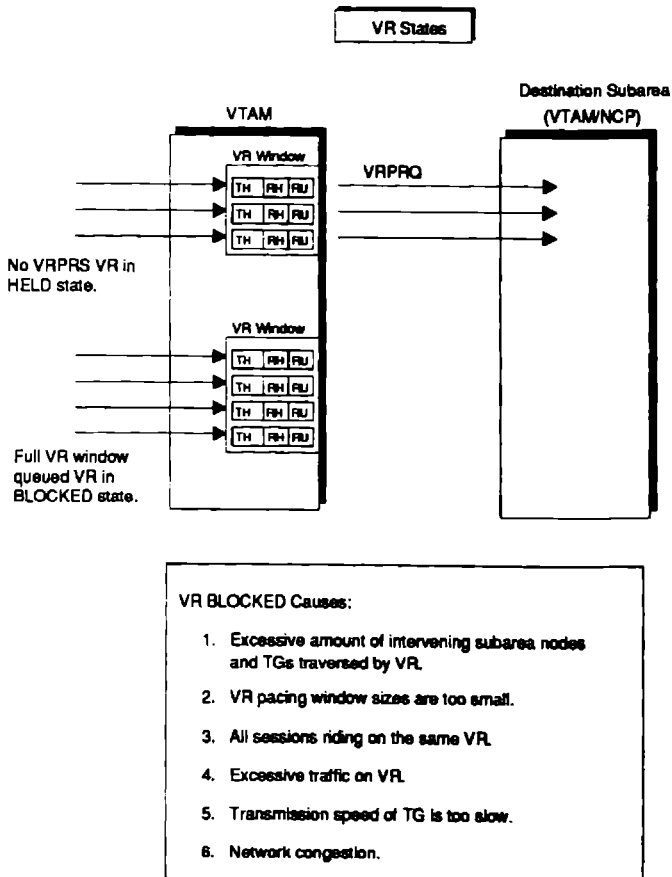 VR States
Destination Subarea
(VTAM/NCP)
VTAM
VR Window
TH RH RU
TH RH RU
TH RH RU
VRPRQ
No VRPRS VR in
HELD state.
VR Window
TH RH RU
TH RH RU
TH RH RU
TH RH RU
Full VR window
queued VR in
BLOCKED state.
VR BLOCKED Causes:
1. Excessive amount of intervening subarea nodes
and TGs traversed by VR.
2. VR pacing window sizes are too small.
3. All sessions riding on the same VR.
4. Excessive traffic on VR.
5. Transmission speed of TG is too slow.
6. Network congestion.